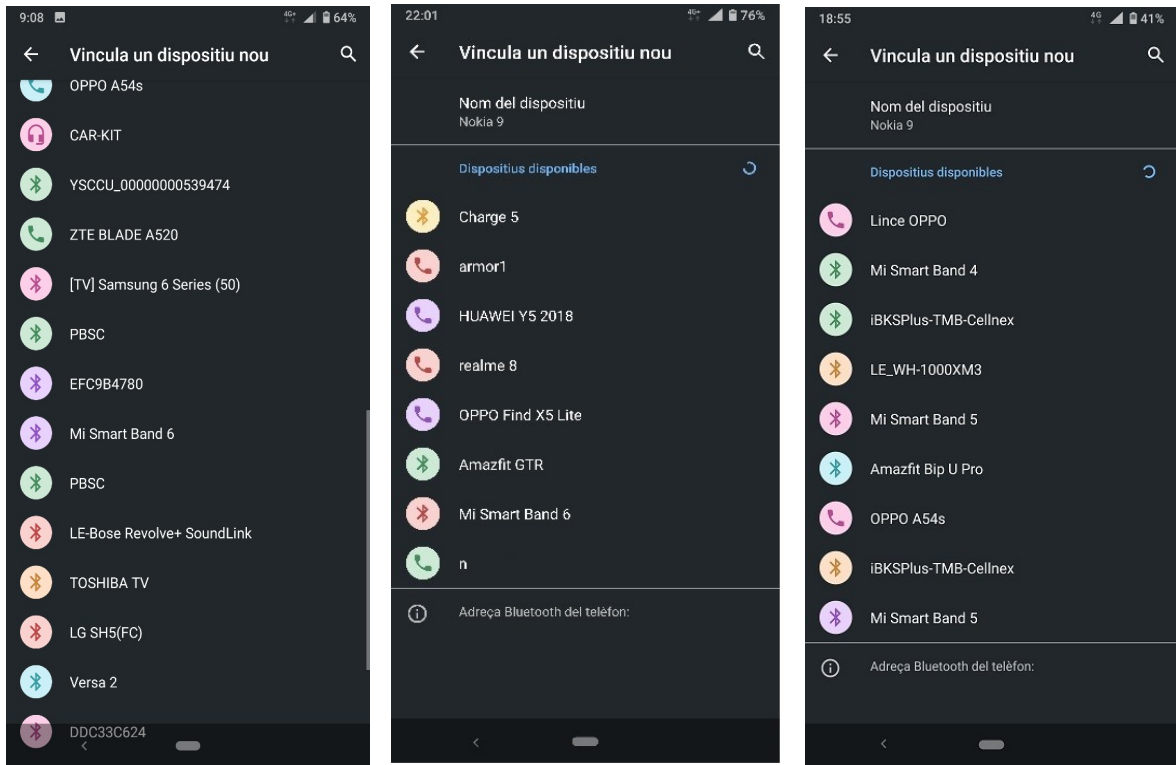 9:08
4G+
64%
Vincula un dispositiu nou
OPPO A54s
CAR-KIT
YSCCU_00000000539474
ZTE BLADE A520
[TV] Samsung 6 Series (50)
PBSC
EFC9B4780
Mi Smart Band 6
PBSC
LE-Bose Revolve+ SoundLink
TOSHIBA TV
LG SH5(FC)
Versa 2
DDC33C624
22:01
4G+
76%
Vincula un dispositiu nou
Nom del dispositiu
Nokia 9
Dispositius disponibles
Charge 5
armor1
HUAWEI Y5 2018
realme 8
OPPO Find X5 Lite
Amazfit GTR
Mi Smart Band 6
n
Adreça Bluetooth del telèfon:
18:55
4G
41%
Vincula un dispositiu nou
Nom del dispositiu
Nokia 9
Dispositius disponibles
Lince OPPO
Mi Smart Band 4
iBKSPlus-TMB-Cellnex
LE_WH-1000XM3
Mi Smart Band 5
Amazfit Bip U Pro
OPPO A54s
iBKSPlus-TMB-Cellnex
Mi Smart Band 5
Adreça Bluetooth del telèfon: